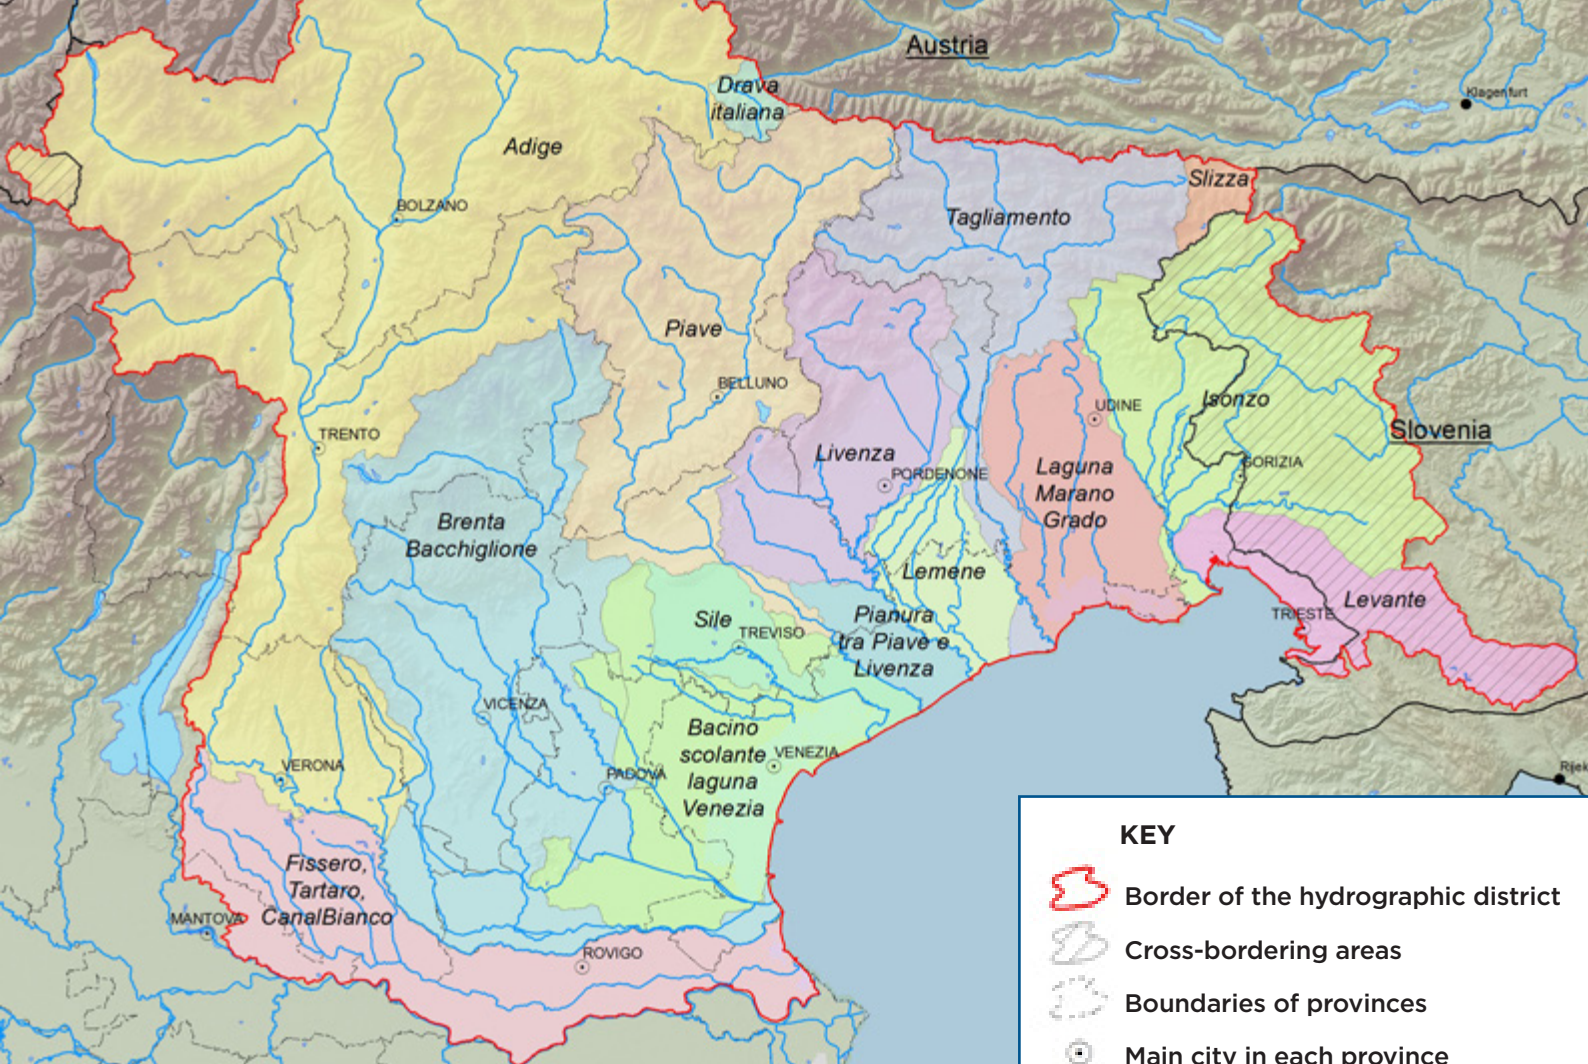 Austria
Klagenfurt
Drava
italiana
Adige
Slizza
BOLZANO
Tagliamento
Piave
BELLUNO
Isonzo
UDINE
Slovenia
TRENTO
Livenza
GORIZIA
PORDENONE
Laguna
Marano
Grado
Brenta
Bacchiglione
Lemene
Levante
TRIESTE
Sile
TREVISO
Pianura
tra Piave e
Livenza
VICENZA
Bacino
scolante
laguna
Venezia
VENEZIA
VERONA
PADOVA
Rijek
Fissero,
Tartaro,
CanalBianco
MANTOVA
ROVIGO
KEY
Border of the hydrographic district
Cross-bordering areas
Boundaries of provinces
Main city in each province